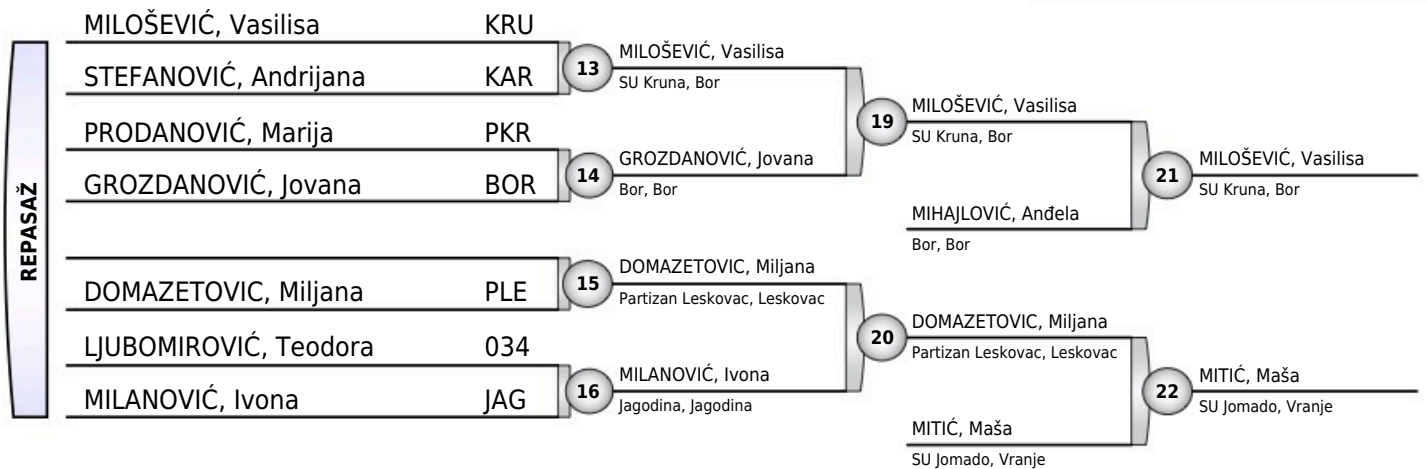 REPASAŽ
MILOŠEVIĆ, Vasilisa KRU
STEFANOVIĆ, Andrijana KAR
PRODANOVIĆ, Marija PKR
GROZDANOVIĆ, Jovana BOR
DOMAZETOVIC, Miljana PLE
LJUBOMIROVIĆ, Teodora 034
MILANOVIĆ, Ivona JAG
13
MILOŠEVIĆ, Vasilisa
SU Kruna, Bor
14
GROZDANOVIĆ, Jovana
Bor, Bor
15
DOMAZETOVIC, Miljana
Partizan Leskovac, Leskovac
16
MILANOVIĆ, Ivona
Jagodina, Jagodina
19
MILOŠEVIĆ, Vasilisa
SU Kruna, Bor
MIHAJLOVIĆ, Anđela
Bor, Bor
20
DOMAZETOVIC, Miljana
Partizan Leskovac, Leskovac
MITIĆ, Maša
SU Jomado, Vranje
21
MILOŠEVIĆ, Vasilisa
SU Kruna, Bor
22
MITIĆ, Maša
SU Jomado, Vranje